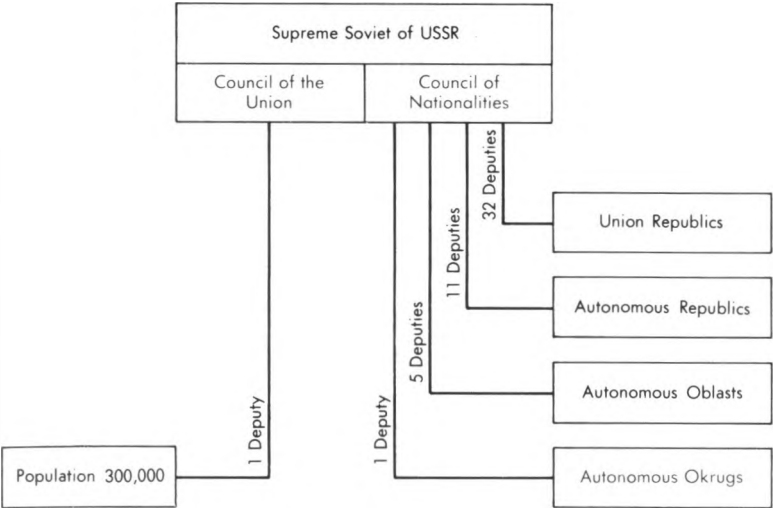 Supreme Soviet of USSR
Council of the
Union
Council of
Nationalities
32 Deputies
Union Republics
11 Deputies
Autonomous Republics
5 Deputies
Autonomous Oblasts
1 Deputy
Population 300,000
1 Deputy
Autonomous Okrugs